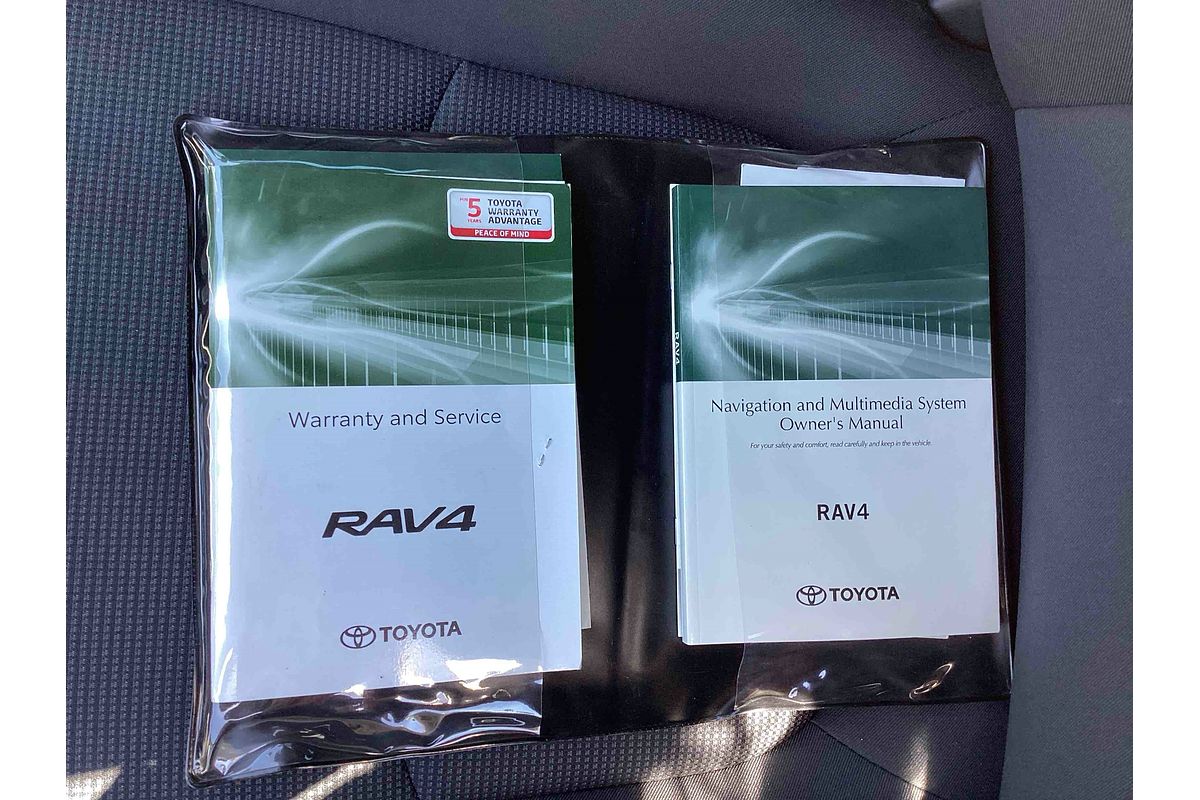 MIN
5
YEARS
TOYOTA
WARRANTY
ADVANTAGE
PEACE OF MIND
Warranty and Service
RAV4
TOYOTA
RAV4
Navigation and Multimedia System
Owner's Manual
For your safety and comfort, read carefully and keep in the vehicle.
RAV4
TOYOTA